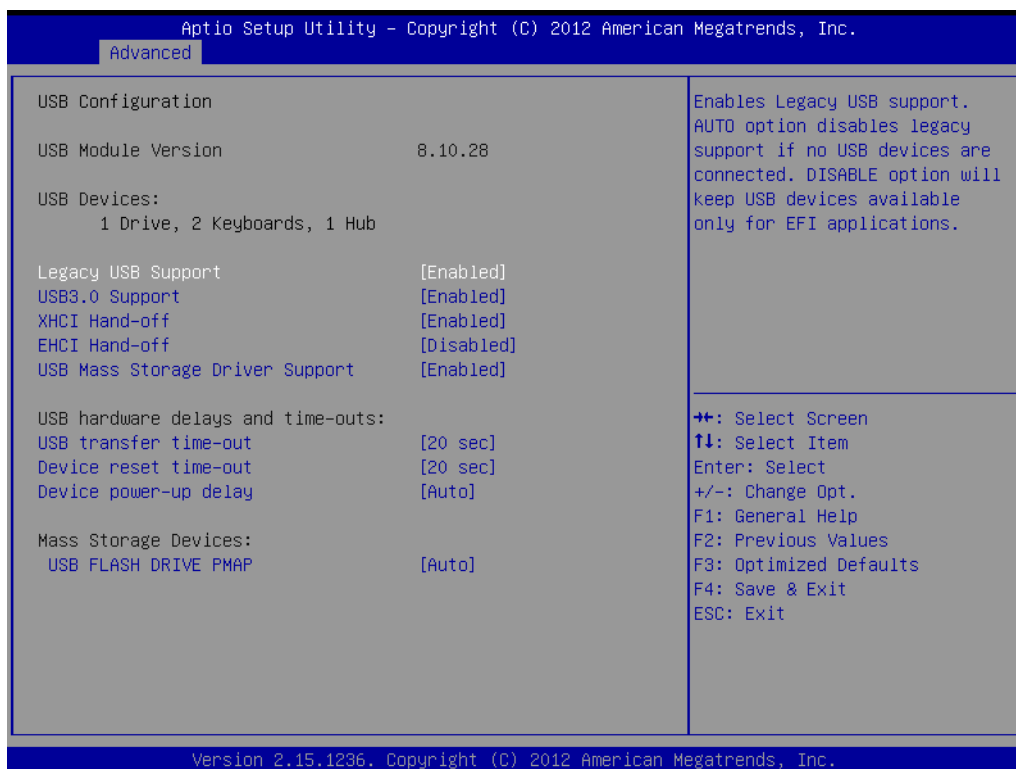 Aptio Setup Utility – Copyright (C) 2012 American Megatrends, Inc.
Advanced
USB Configuration
USB Module Version 8.10.28
USB Devices:
1 Drive, 2 Keyboards, 1 Hub
Legacy USB Support [Enabled]
USB3.0 Support [Enabled]
XHCI Hand-off [Enabled]
EHCI Hand-off [Disabled]
USB Mass Storage Driver Support [Enabled]
USB hardware delays and time-outs:
USB transfer time-out [20 sec]
Device reset time-out [20 sec]
Device power-up delay [Auto]
Mass Storage Devices:
USB FLASH DRIVE PMAP [Auto]
Enables Legacy USB support.
AUTO option disables legacy
support if no USB devices are
connected. DISABLE option will
keep USB devices available
only for EFI applications.
→←: Select Screen
↑↓: Select Item
Enter: Select
+/-: Change Opt.
F1: General Help
F2: Previous Values
F3: Optimized Defaults
F4: Save & Exit
ESC: Exit
Version 2.15.1236. Copyright (C) 2012 American Megatrends, Inc.